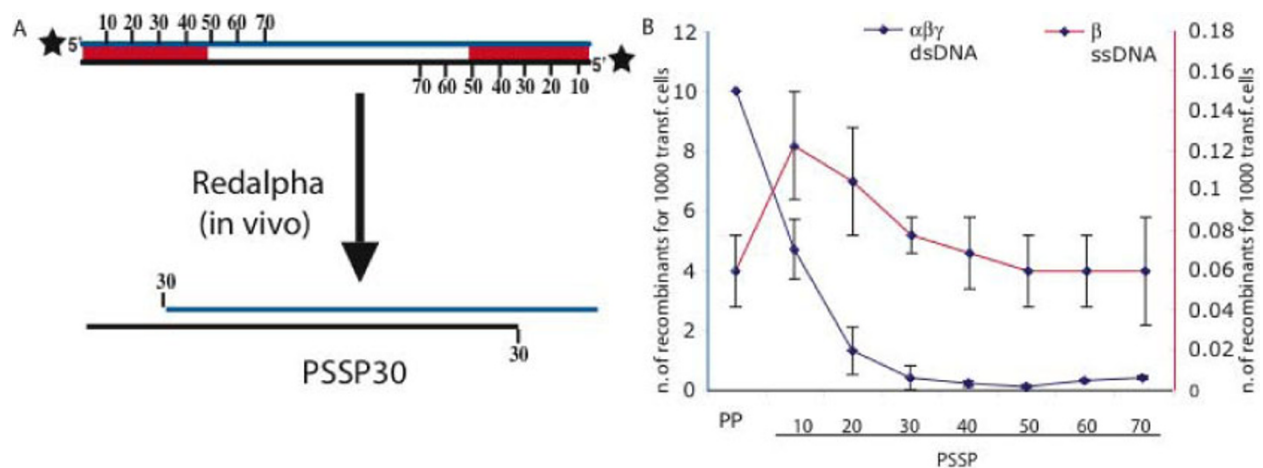 A
5'
10 20 30 40 50 60 70
5'
70 60 50 40 30 20 10
Redalpha
(in vivo)
30
30
PSSP30
B
αβγ
dsDNA
β
ssDNA
n.of recombinants for 1000 transf.cells
12
10
8
6
4
2
0
0.18
0.16
0.14
0.12
0.1
0.08
0.06
0.04
0.02
0
n.of recombinants for 1000 transf.cells
PP 10 20 30 40 50 60 70
PSSP